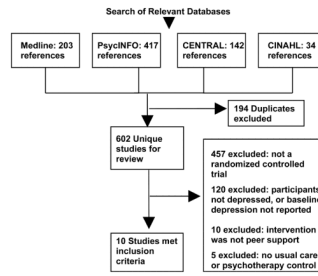 Search of Relevant Databases
Medline: 203
references
PsycINFO: 417
references
CENTRAL: 142
references
CINAHL: 34
references
194 Duplicates
excluded
602 Unique
studies for
review
457 excluded: not a
randomized controlled
trial
120 excluded: participants
not depressed, or baseline
depression not reported
10 excluded: intervention
was not peer support
5 excluded: no usual care
or psychotherapy control
10 Studies met
inclusion
criteria